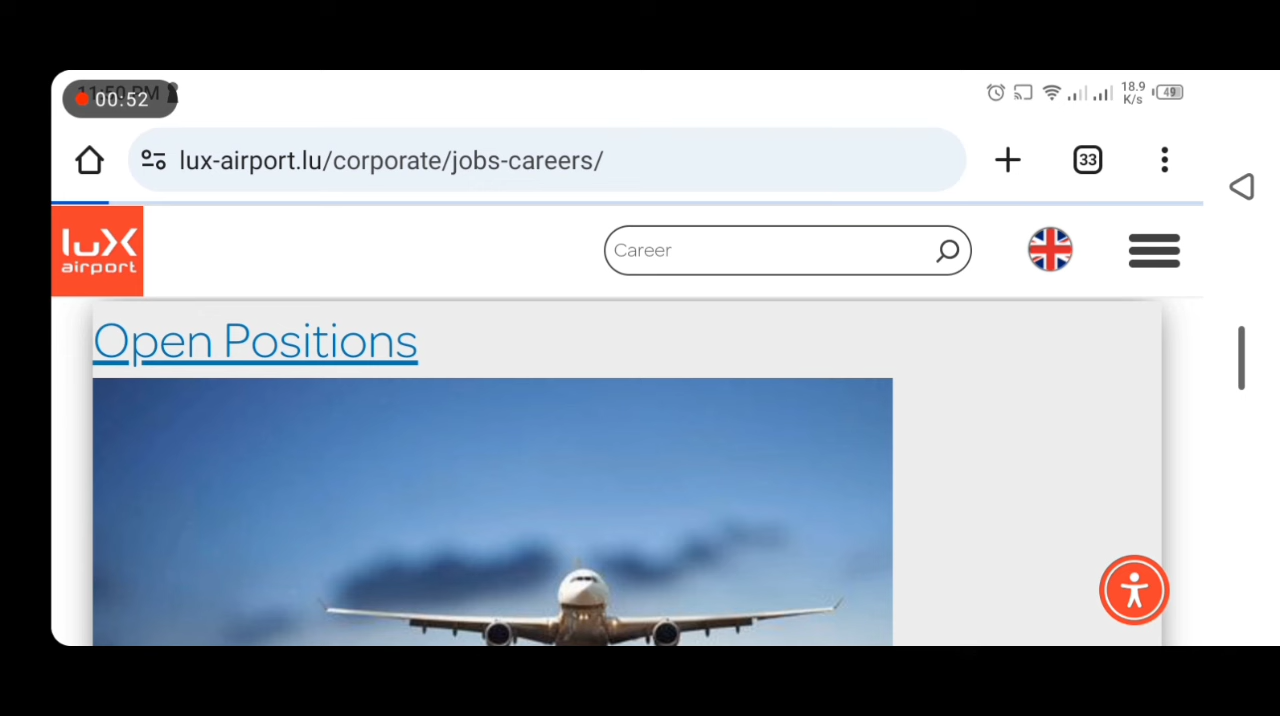 00:52
18.9
K/s
49
lux-airport.lu/corporate/jobs-careers/
33
lux
airport
Career
Open Positions